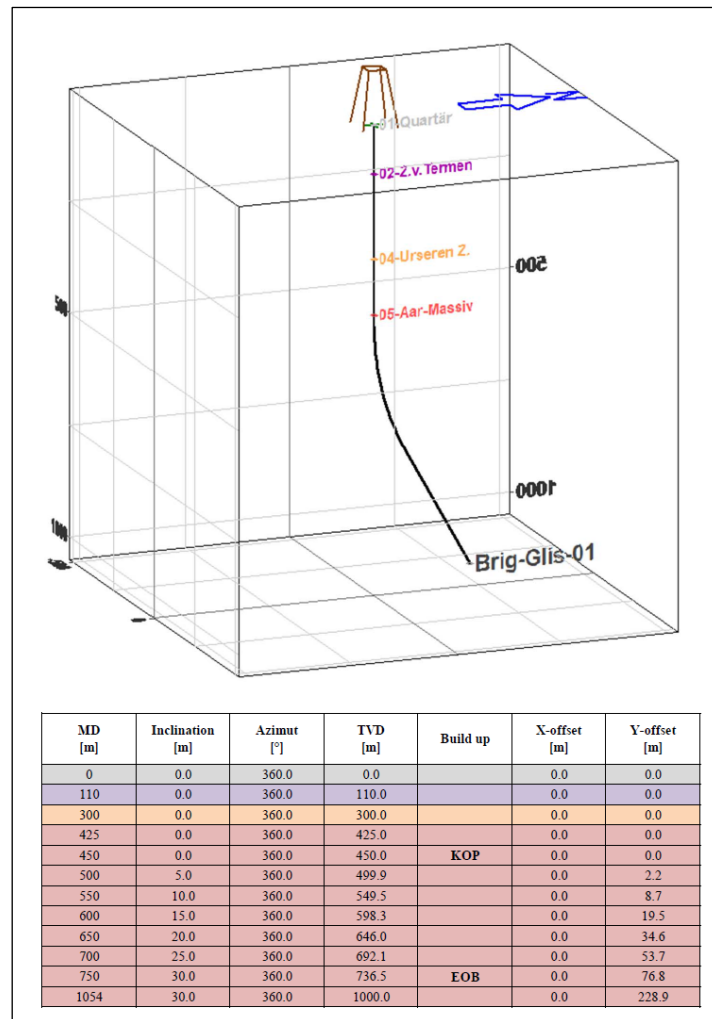 01-Quartär
02-Z.v.Termen
04-Urseren Z.
500
500
05-Aar-Massiv
1000
1000
Brig-Glis-01
MD [m] Inclination [m] Azimut [°] TVD [m] Build up X-offset [m] Y-offset [m]
0 0.0 360.0 0.0 0.0 0.0
110 0.0 360.0 110.0 0.0 0.0
300 0.0 360.0 300.0 0.0 0.0
425 0.0 360.0 425.0 0.0 0.0
450 0.0 360.0 450.0 KOP 0.0 0.0
500 5.0 360.0 499.9 0.0 2.2
550 10.0 360.0 549.5 0.0 8.7
600 15.0 360.0 598.3 0.0 19.5
650 20.0 360.0 646.0 0.0 34.6
700 25.0 360.0 692.1 0.0 53.7
750 30.0 360.0 736.5 EOB 0.0 76.8
1054 30.0 360.0 1000.0 0.0 228.9